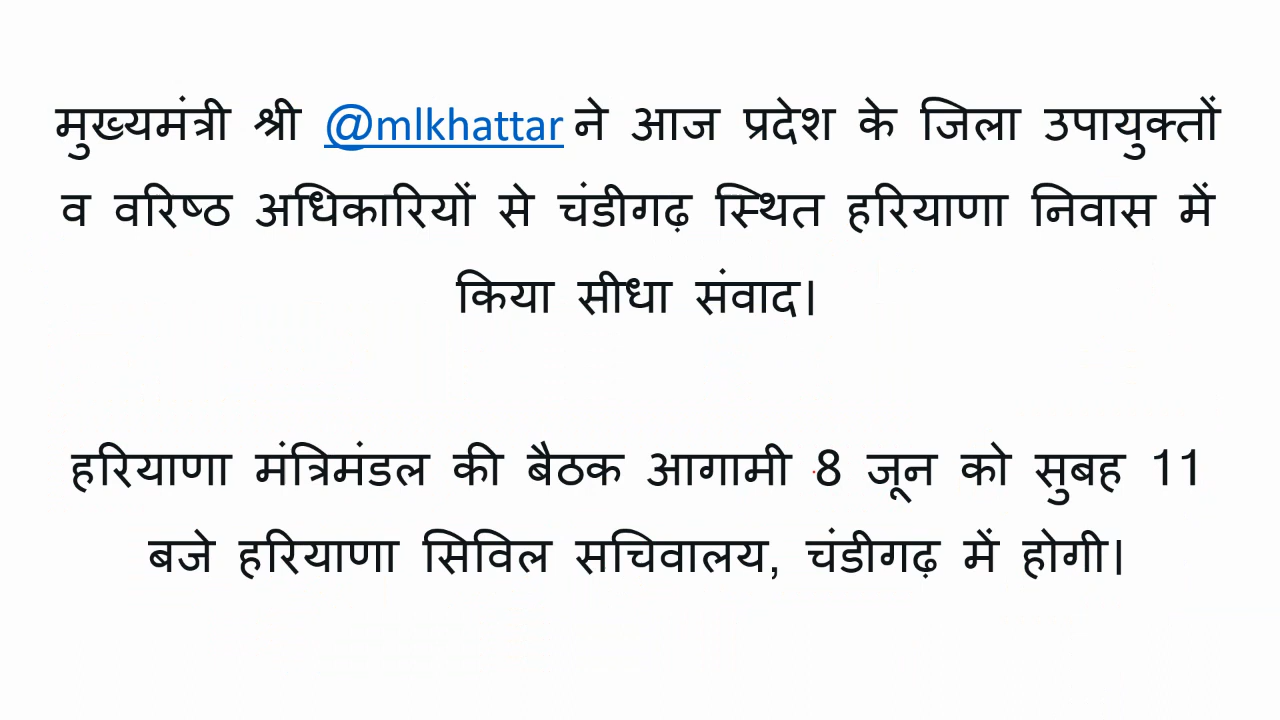 मुख्यमंत्री श्री @mlkhattar ने आज प्रदेश के जिला उपायुक्तों
व वरिष्ठ अधिकारियों से चंडीगढ़ स्थित हरियाणा निवास में
किया सीधा संवाद।
हरियाणा मंत्रिमंडल की बैठक आगामी 8 जून को सुबह 11
बजे हरियाणा सिविल सचिवालय, चंडीगढ़ में होगी।